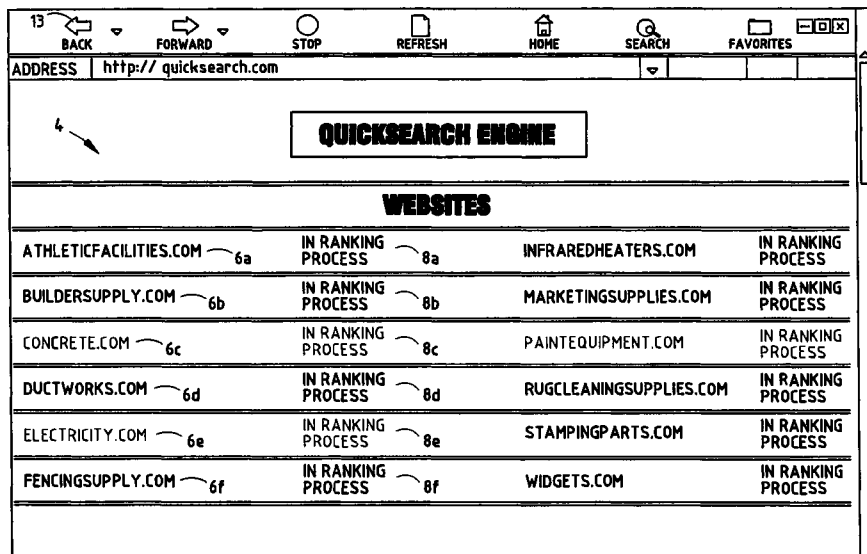 13
BACK FORWARD STOP REFRESH HOME SEARCH FAVORITES
ADDRESS http:// quicksearch.com
4
QUICKSEARCH ENGINE
WEBSITES
ATHLETICFACILITIES.COM 6a IN RANKING PROCESS 8a INFRAREDHEATERS.COM IN RANKING PROCESS
BUILDERSUPPLY.COM 6b IN RANKING PROCESS 8b MARKETINGSUPPLIES.COM IN RANKING PROCESS
CONCRETE.COM 6c IN RANKING PROCESS 8c PAINTEQUIPMENT.COM IN RANKING PROCESS
DUCTWORKS.COM 6d IN RANKING PROCESS 8d RUGCLEANINGSUPPLIES.COM IN RANKING PROCESS
ELECTRICITY.COM 6e IN RANKING PROCESS 8e STAMPINGPARTS.COM IN RANKING PROCESS
FENCINGSUPPLY.COM 6f IN RANKING PROCESS 8f WIDGETS.COM IN RANKING PROCESS